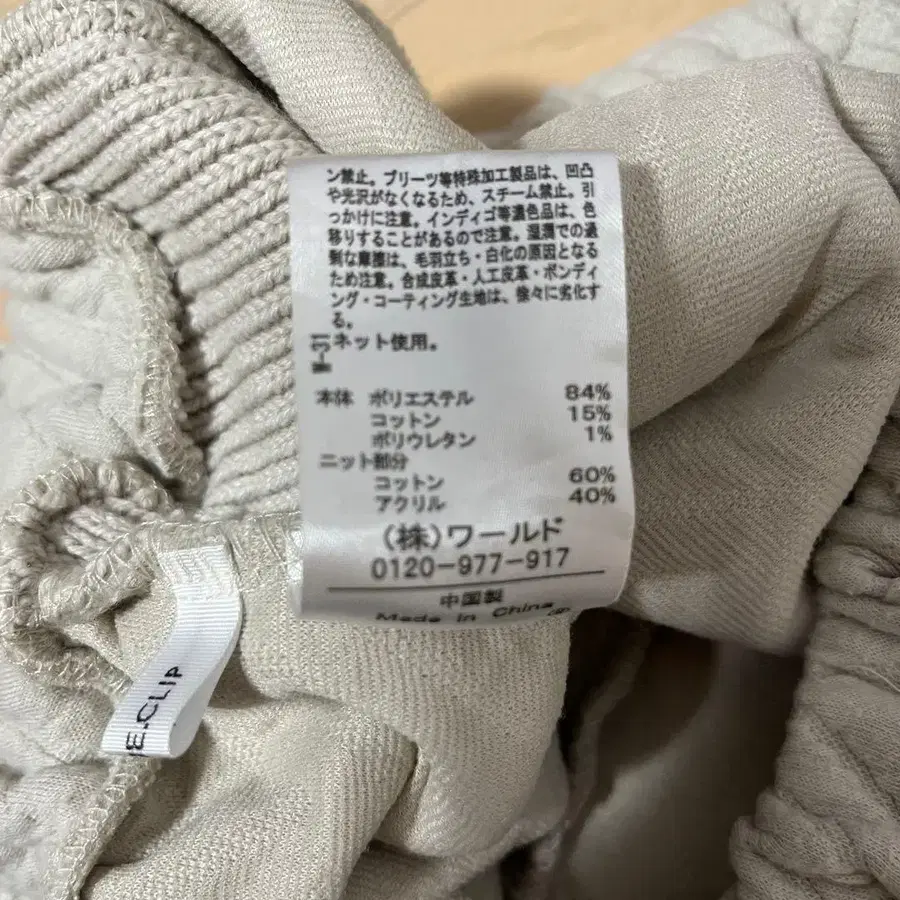 ン禁止。プリーツ等特殊加工製品は、凹凸
や光沢がなくなるため、スチーム禁止。引
っかけに注意。インディゴ等濃色品は、色
移りすることがあるので注意。湿潤での過
剰な摩擦は、毛羽立ち・白化の原因となる
ため注意。合成皮革・人工皮革・ボンディ
ング・コーティング生地は、徐々に劣化す
る。
ネット使用。
本体 ポリエステル 84%
コットン 15%
ポリウレタン 1%
ニット部分
コットン 60%
アクリル 40%
(株)ワールド
0120-977-917
中国製
Made in China
E.CLIP